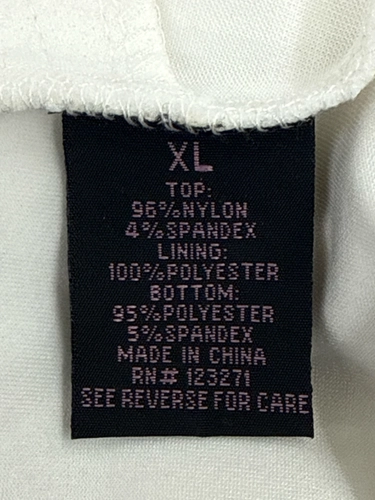 XL
TOP:
96%NYLON
4%SPANDEX
LINING:
100%POLYESTER
BOTTOM:
95%POLYESTER
5%SPANDEX
MADE IN CHINA
RN# 123271
SEE REVERSE FOR CARE